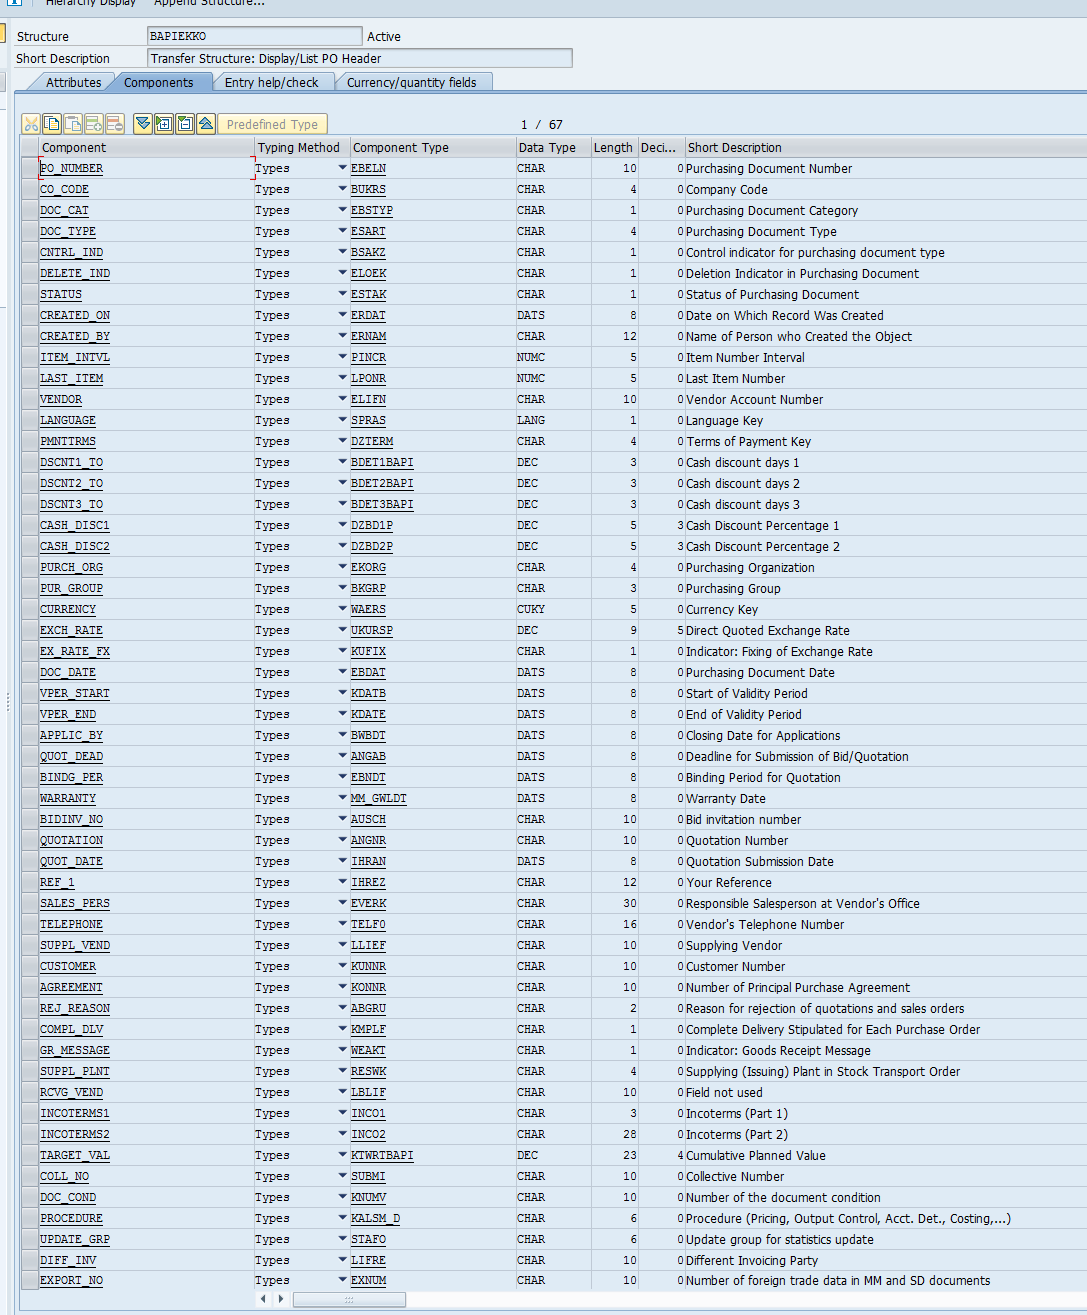 Hierarchy Display Append Structure...
Structure BAPIEKKO Active
Short Description Transfer Structure: Display/List PO Header
Attributes Components Entry help/check Currency/quantity fields
Predefined Type 1 / 67
Component Typing Method Component Type Data Type Length Deci... Short Description
PO_NUMBER Types EBELN CHAR 10 0 Purchasing Document Number
CO_CODE Types BUKRS CHAR 4 0 Company Code
DOC_CAT Types EBSTYP CHAR 1 0 Purchasing Document Category
DOC_TYPE Types ESART CHAR 4 0 Purchasing Document Type
CNTRL_IND Types BSAKZ CHAR 1 0 Control indicator for purchasing document type
DELETE_IND Types ELOEK CHAR 1 0 Deletion Indicator in Purchasing Document
STATUS Types ESTAK CHAR 1 0 Status of Purchasing Document
CREATED_ON Types ERDAT DATS 8 0 Date on Which Record Was Created
CREATED_BY Types ERNAM CHAR 12 0 Name of Person who Created the Object
ITEM_INTVL Types PINCR NUMC 5 0 Item Number Interval
LAST_ITEM Types LPONR NUMC 5 0 Last Item Number
VENDOR Types ELIFN CHAR 10 0 Vendor Account Number
LANGUAGE Types SPRAS LANG 1 0 Language Key
PMNTTRMS Types DZTERM CHAR 4 0 Terms of Payment Key
DSCNT1_TO Types BDET1BAPI DEC 3 0 Cash discount days 1
DSCNT2_TO Types BDET2BAPI DEC 3 0 Cash discount days 2
DSCNT3_TO Types BDET3BAPI DEC 3 0 Cash discount days 3
CASH_DISC1 Types DZBD1P DEC 5 3 Cash Discount Percentage 1
CASH_DISC2 Types DZBD2P DEC 5 3 Cash Discount Percentage 2
PURCH_ORG Types EKORG CHAR 4 0 Purchasing Organization
PUR_GROUP Types BKGRP CHAR 3 0 Purchasing Group
CURRENCY Types WAERS CUKY 5 0 Currency Key
EXCH_RATE Types UKURSP DEC 9 5 Direct Quoted Exchange Rate
EX_RATE_FX Types KUFIX CHAR 1 0 Indicator: Fixing of Exchange Rate
DOC_DATE Types EBDAT DATS 8 0 Purchasing Document Date
VPER_START Types KDATB DATS 8 0 Start of Validity Period
VPER_END Types KDATE DATS 8 0 End of Validity Period
APPLIC_BY Types BWBDT DATS 8 0 Closing Date for Applications
QUOT_DEAD Types ANGAB DATS 8 0 Deadline for Submission of Bid/Quotation
BINDG_PER Types EBNDT DATS 8 0 Binding Period for Quotation
WARRANTY Types MM_GWLDT DATS 8 0 Warranty Date
BIDINV_NO Types AUSCH CHAR 10 0 Bid invitation number
QUOTATION Types ANGNR CHAR 10 0 Quotation Number
QUOT_DATE Types IHRAN DATS 8 0 Quotation Submission Date
REF_1 Types IHREZ CHAR 12 0 Your Reference
SALES_PERS Types EVERK CHAR 30 0 Responsible Salesperson at Vendor's Office
TELEPHONE Types TELF0 CHAR 16 0 Vendor's Telephone Number
SUPPL_VEND Types LLIEF CHAR 10 0 Supplying Vendor
CUSTOMER Types KUNNR CHAR 10 0 Customer Number
AGREEMENT Types KONNR CHAR 10 0 Number of Principal Purchase Agreement
REJ_REASON Types ABGRU CHAR 2 0 Reason for rejection of quotations and sales orders
COMPL_DLV Types KMPLF CHAR 1 0 Complete Delivery Stipulated for Each Purchase Order
GR_MESSAGE Types WEAKT CHAR 1 0 Indicator: Goods Receipt Message
SUPPL_PLNT Types RESWK CHAR 4 0 Supplying (Issuing) Plant in Stock Transport Order
RCVG_VEND Types LBLIF CHAR 10 0 Field not used
INCOTERMS1 Types INCO1 CHAR 3 0 Incoterms (Part 1)
INCOTERMS2 Types INCO2 CHAR 28 0 Incoterms (Part 2)
TARGET_VAL Types KTWRTBAPI DEC 23 4 Cumulative Planned Value
COLL_NO Types SUBMI CHAR 10 0 Collective Number
DOC_COND Types KNUMV CHAR 10 0 Number of the document condition
PROCEDURE Types KALSM_D CHAR 6 0 Procedure (Pricing, Output Control, Acct. Det., Costing,...)
UPDATE_GRP Types STAFO CHAR 6 0 Update group for statistics update
DIFF_INV Types LIFRE CHAR 10 0 Different Invoicing Party
EXPORT_NO Types EXNUM CHAR 10 0 Number of foreign trade data in MM and SD documents